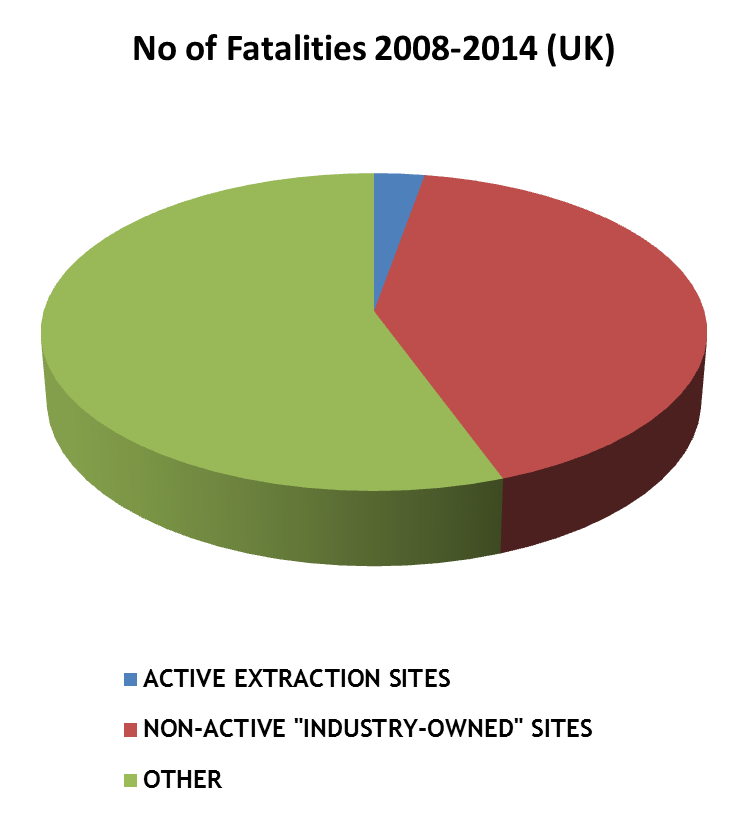 No of Fatalities 2008-2014 (UK)
ACTIVE EXTRACTION SITES
NON-ACTIVE "INDUSTRY-OWNED" SITES
OTHER